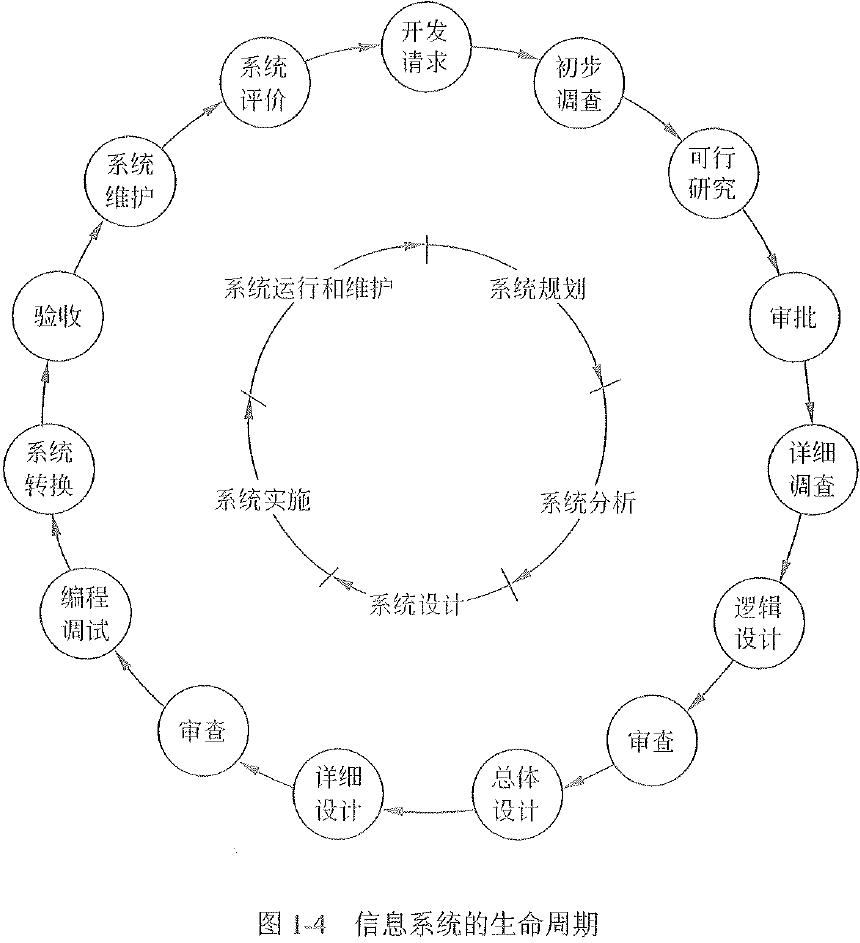 开发
请求
初步
调查
可行
研究
审批
详细
调查
逻辑
设计
审查
总体
设计
详细
设计
审查
编程
调试
系统
转换
验收
系统
维护
系统
评价
系统规划
系统分析
系统设计
系统实施
系统运行和维护
图 1-4 信息系统的生命周期